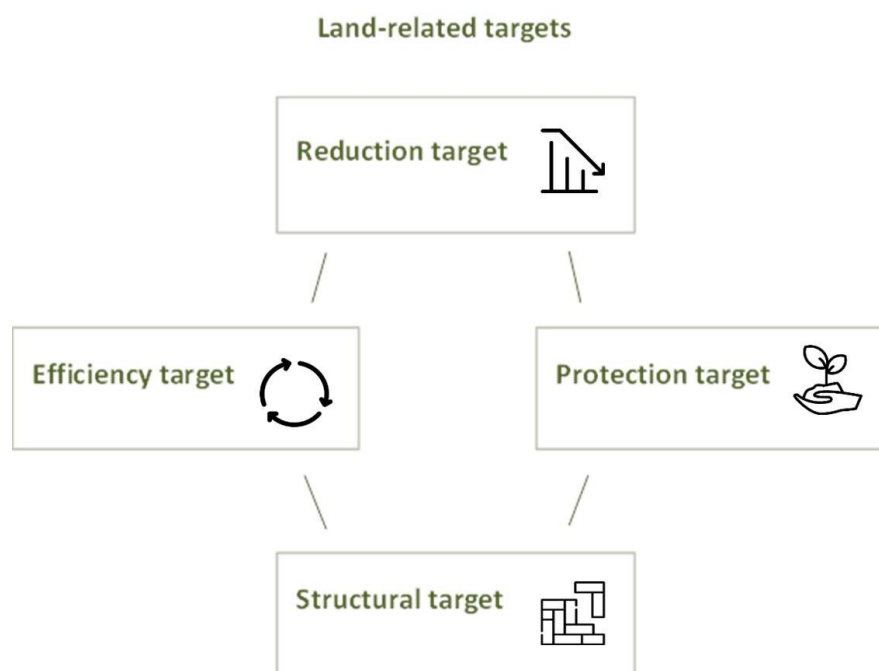 Land-related targets
Reduction target
Efficiency target
Protection target
Structural target